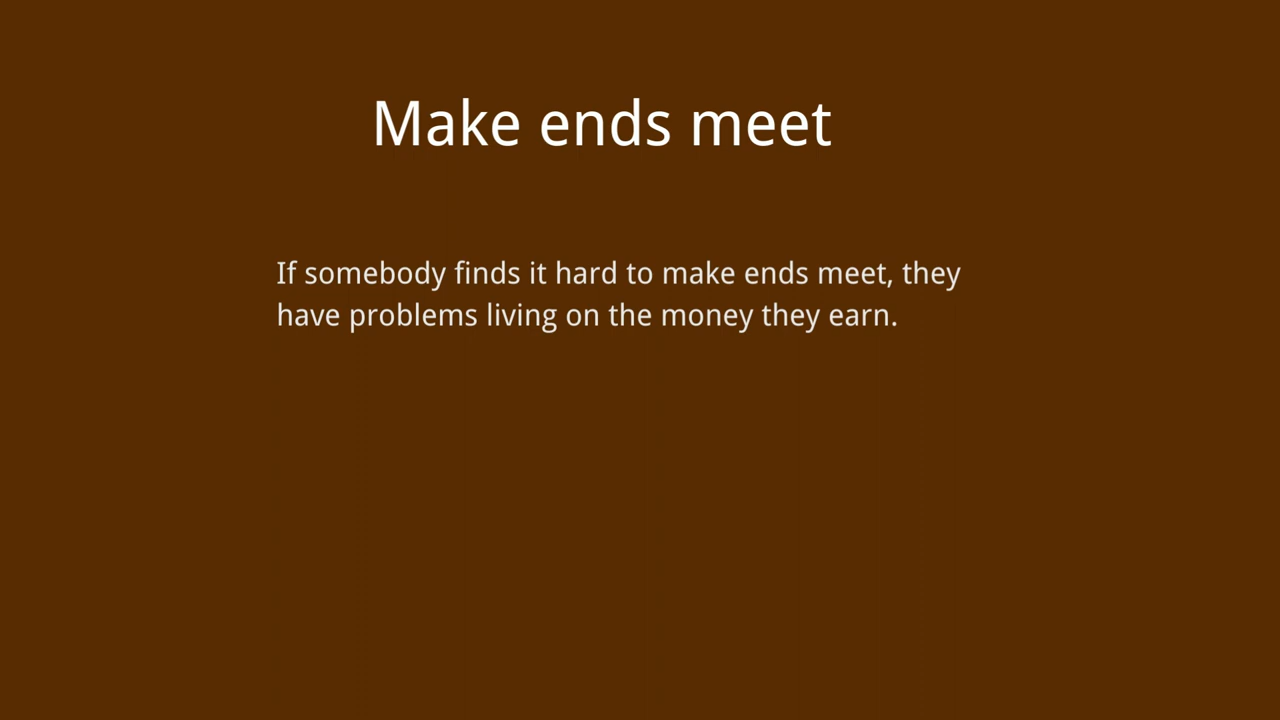 Make ends meet
If somebody finds it hard to make ends meet, they
have problems living on the money they earn.